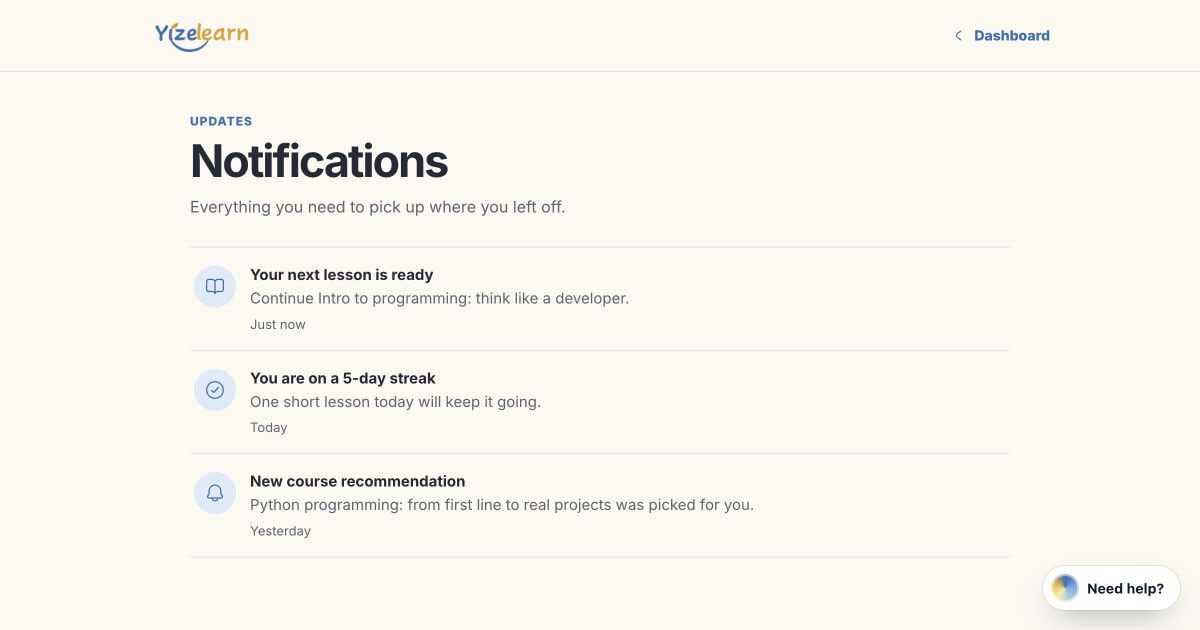 Yizelearn
Dashboard
UPDATES
Notifications
Everything you need to pick up where you left off.
Your next lesson is ready
Continue Intro to programming: think like a developer.
Just now
You are on a 5-day streak
One short lesson today will keep it going.
Today
New course recommendation
Python programming: from first line to real projects was picked for you.
Yesterday
Need help?